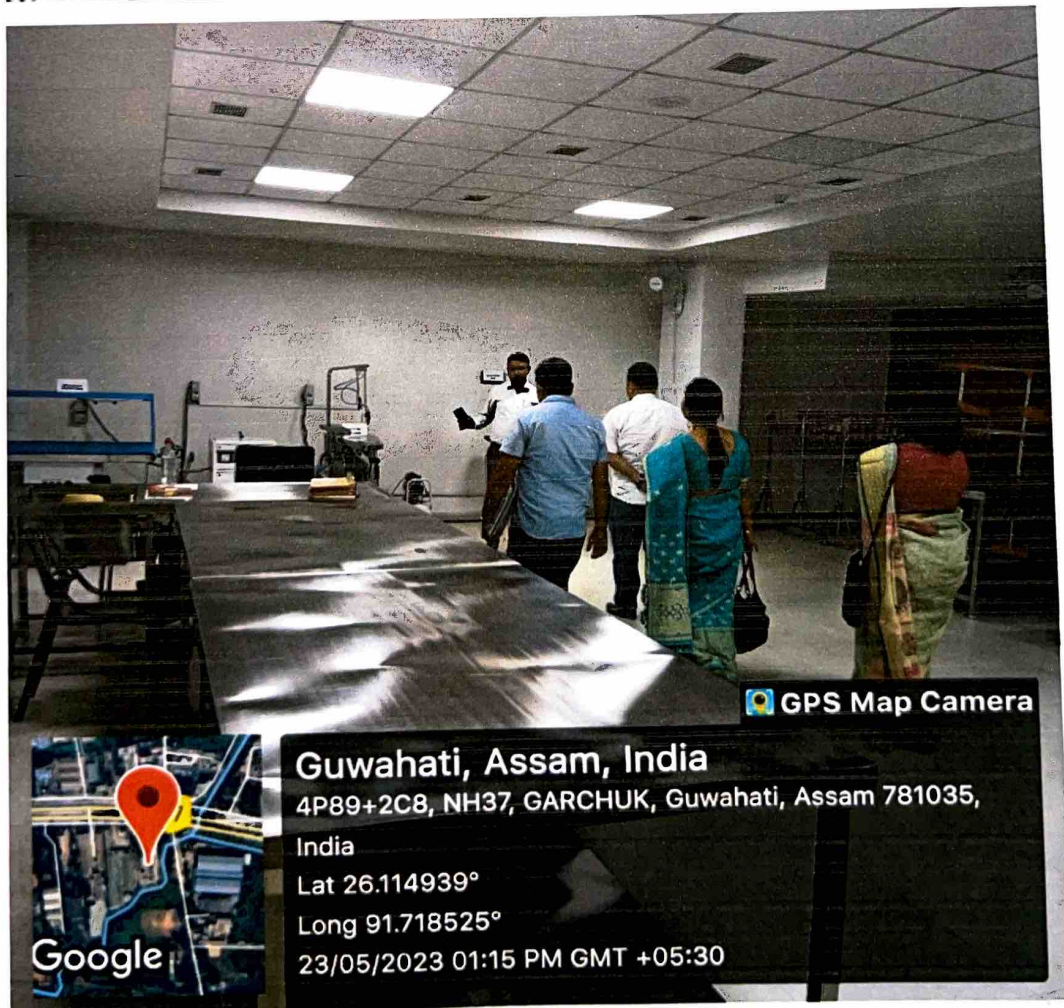 GPS Map Camera
Guwahati, Assam, India
4P89+2C8, NH37, GARCHUK, Guwahati, Assam 781035,
India
Lat 26.114939°
Long 91.718525°
23/05/2023 01:15 PM GMT +05:30
Google